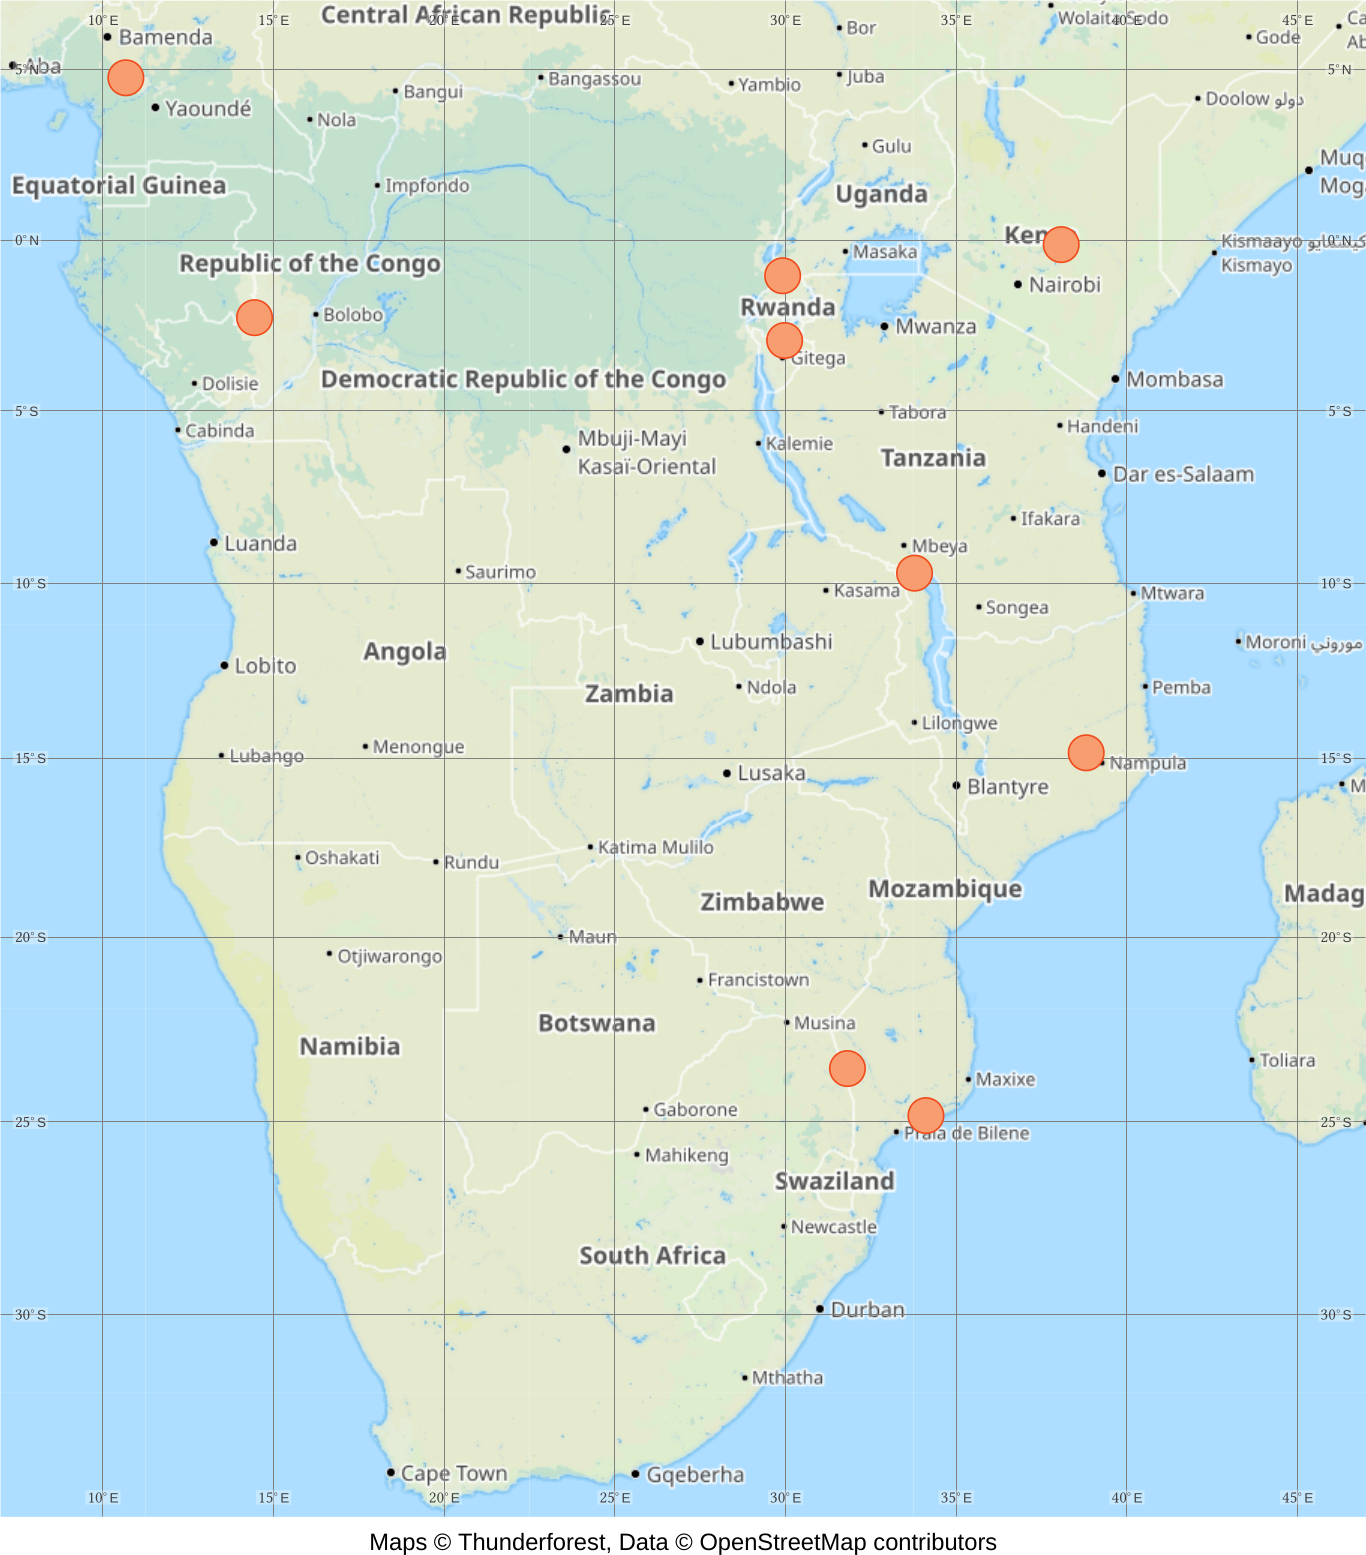 Central African Republic
10°E
15°E
20°E
25°E
30°E
35°E
40°E
45°E
Wolaita Sodo
Bor
Bamenda
Gode
Aba
5°N
5°N
Bangassou
Juba
Yambio
Bangui
Doolow دولو
Yaoundé
Nola
Gulu
Muq
Moga
Equatorial Guinea
Impfondo
Uganda
Ken
0°N
0°N
Kismaayo
Kismayo
Masaka
Republic of the Congo
Nairobi
Rwanda
Bolobo
Mwanza
Gitega
Democratic Republic of the Congo
Mombasa
Dolisie
5°S
5°S
Tabora
Handeni
Cabinda
Mbuji-Mayi
Kasaï-Oriental
Kalemie
Tanzania
Dar es-Salaam
Ifakara
Luanda
Mbeya
Saurimo
10°S
10°S
Kasama
Mtwara
Songea
Lubumbashi
Moroni موروني
Angola
Lobito
Ndola
Pemba
Zambia
Lilongwe
Menongue
Lubango
15°S
15°S
Nampula
Lusaka
Blantyre
M
Katima Mulilo
Oshakati
Rundu
Mozambique
Madag
Zimbabwe
20°S
20°S
Maun
Otjiwarongo
Francistown
Botswana
Musina
Namibia
Toliara
Maxixe
Gaborone
25°S
25°S
Praia de Bilene
Mahikeng
Swaziland
Newcastle
South Africa
Durban
30°S
30°S
Mthatha
Cape Town
Gqeberha
10°E
15°E
20°E
25°E
30°E
35°E
40°E
45°E
Maps © Thunderforest, Data © OpenStreetMap contributors